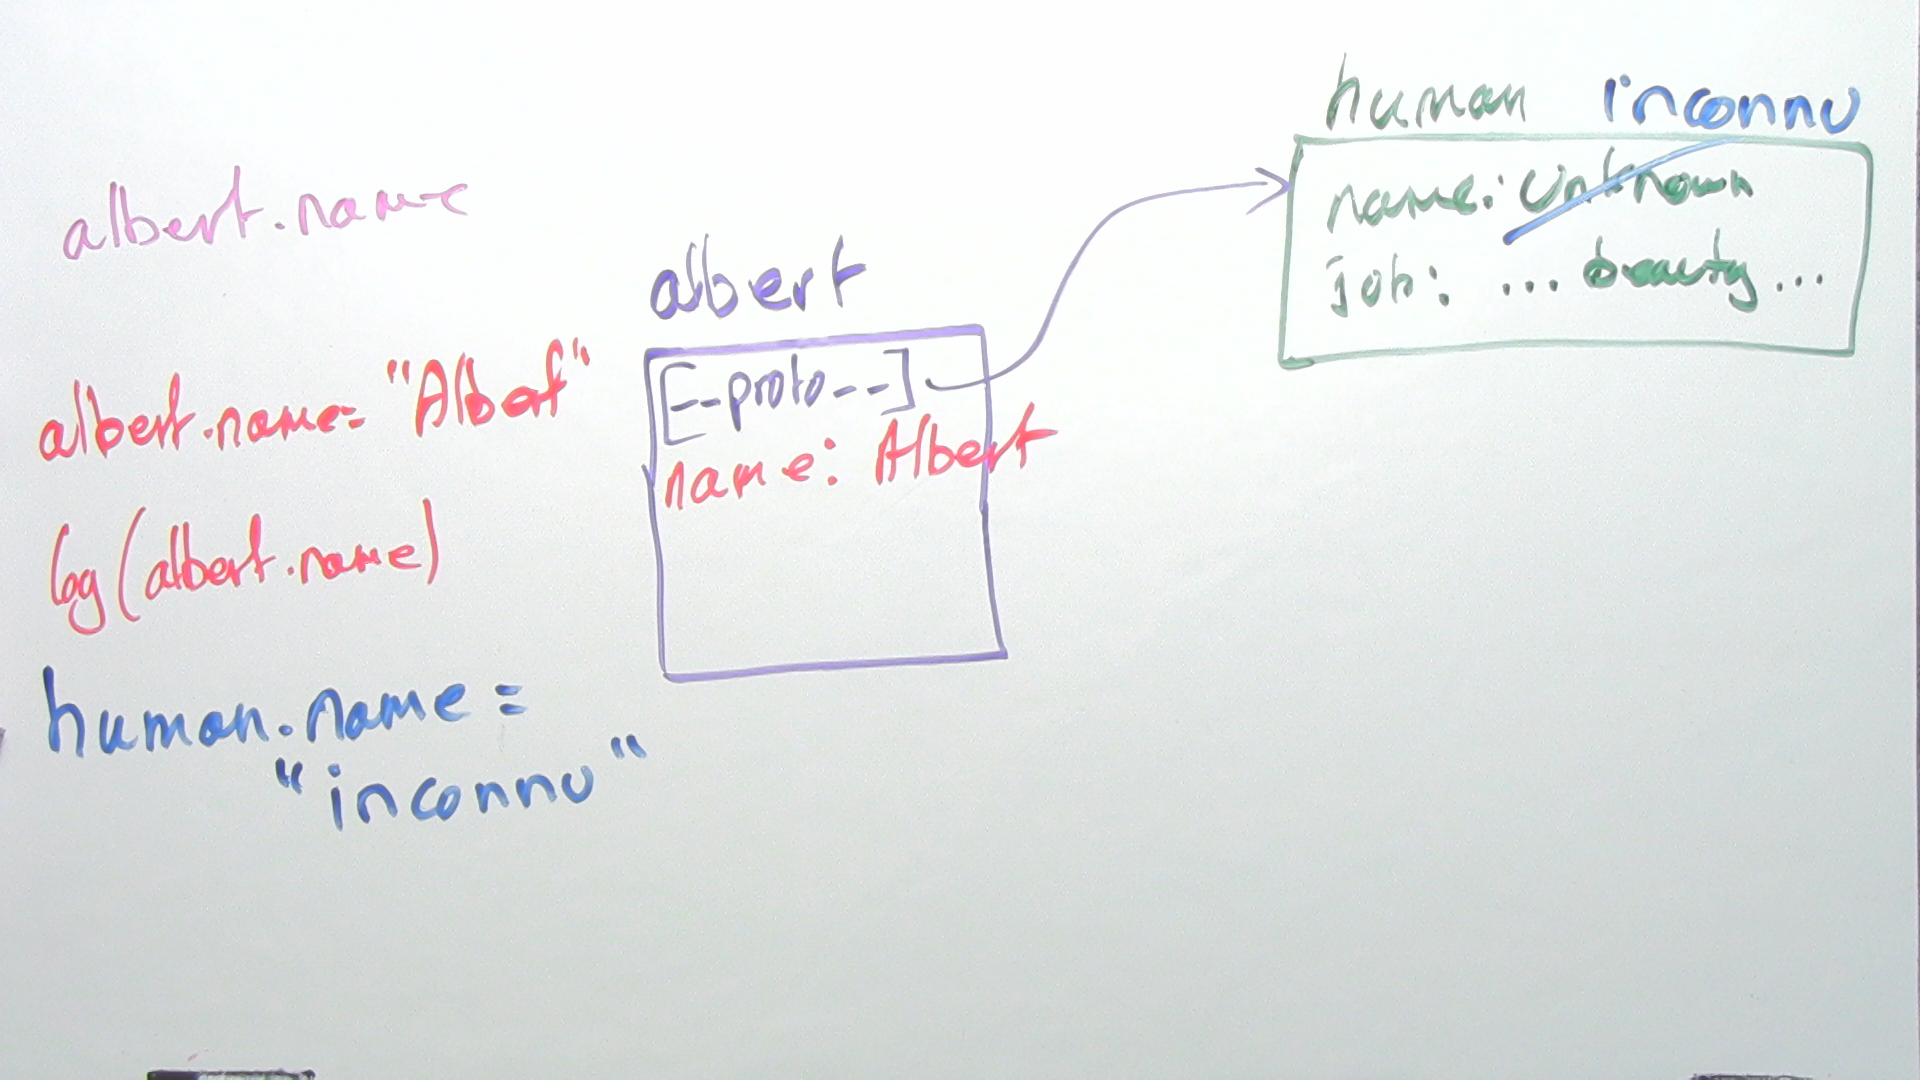 human inconnu
name: unknown
job: ... beauty ...
albert.name
albert
[--proto--]
name: Albert
albert.name= "Albert"
log(albert.name)
human.name =
"inconnu"